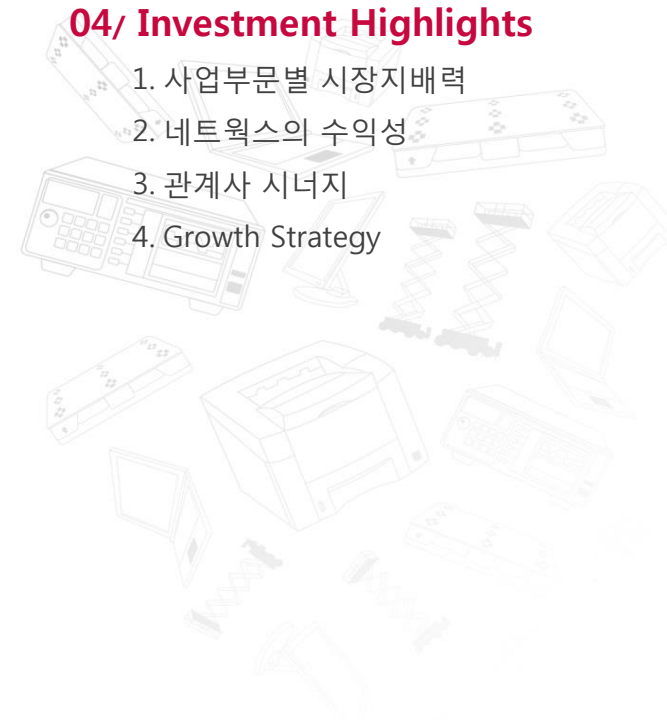 04/ Investment Highlights
1. 사업부문별 시장지배력
2. 네트웍스의 수익성
3. 관계사 시너지
4. Growth Strategy